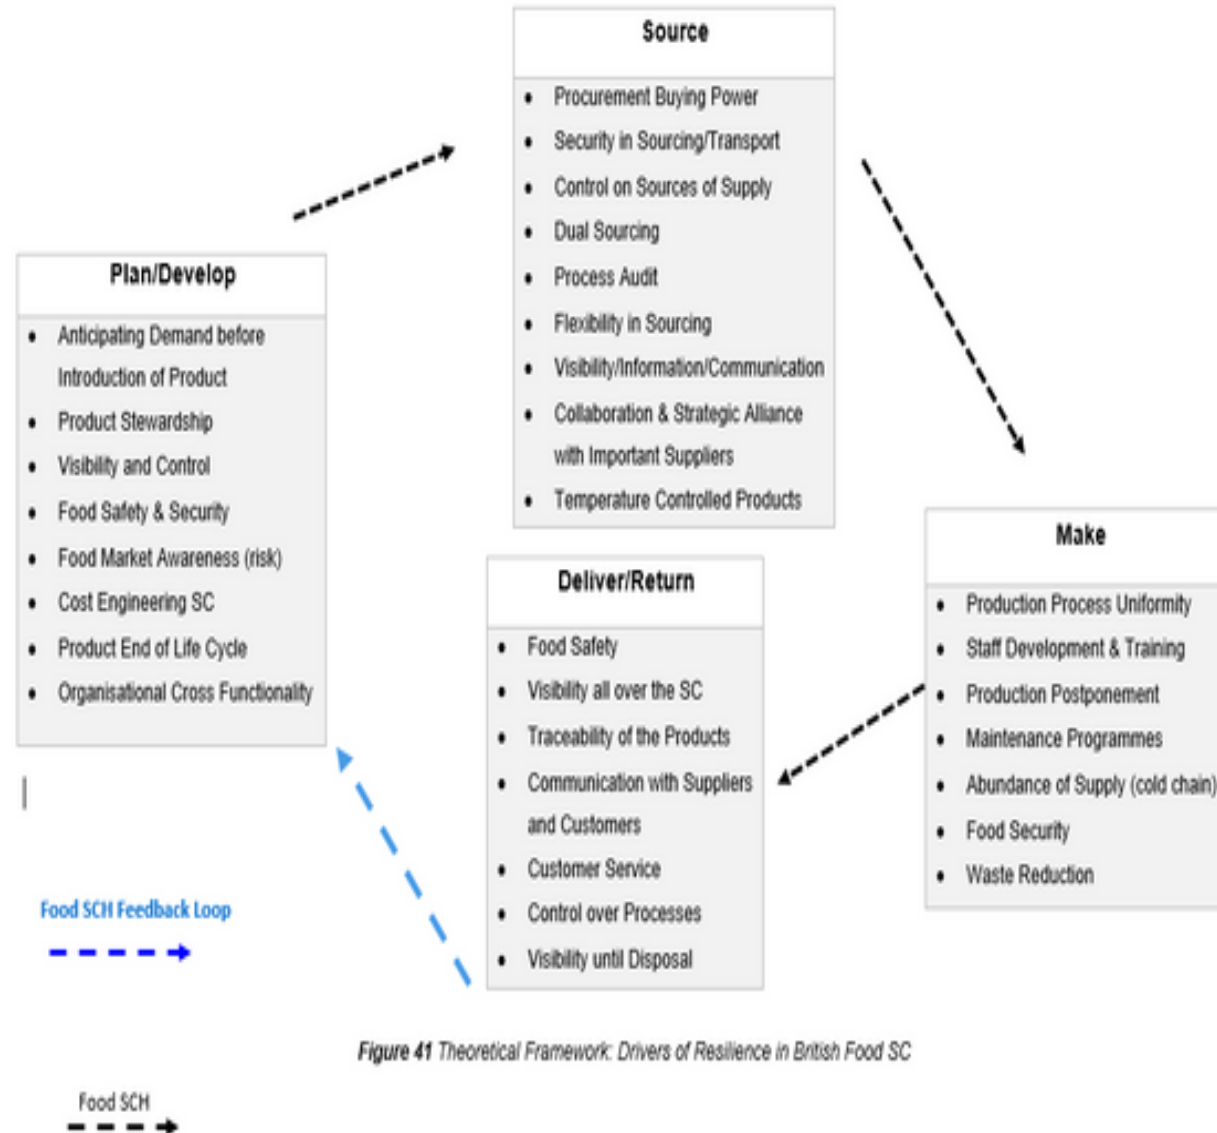 Source
• Procurement Buying Power
• Security in Sourcing/Transport
• Control on Sources of Supply
• Dual Sourcing
• Process Audit
• Flexibility in Sourcing
• Visibility/Information/Communication
• Collaboration & Strategic Alliance
with Important Suppliers
• Temperature Controlled Products
Plan/Develop
• Anticipating Demand before
Introduction of Product
• Product Stewardship
• Visibility and Control
• Food Safety & Security
• Food Market Awareness (risk)
• Cost Engineering SC
• Product End of Life Cycle
• Organisational Cross Functionality
Make
• Production Process Uniformity
• Staff Development & Training
• Production Postponement
• Maintenance Programmes
• Abundance of Supply (cold chain)
• Food Security
• Waste Reduction
Deliver/Return
• Food Safety
• Visibility all over the SC
• Traceability of the Products
• Communication with Suppliers
and Customers
• Customer Service
• Control over Processes
• Visibility until Disposal
Food SCH Feedback Loop
Figure 41 Theoretical Framework: Drivers of Resilience in British Food SC
Food SCH